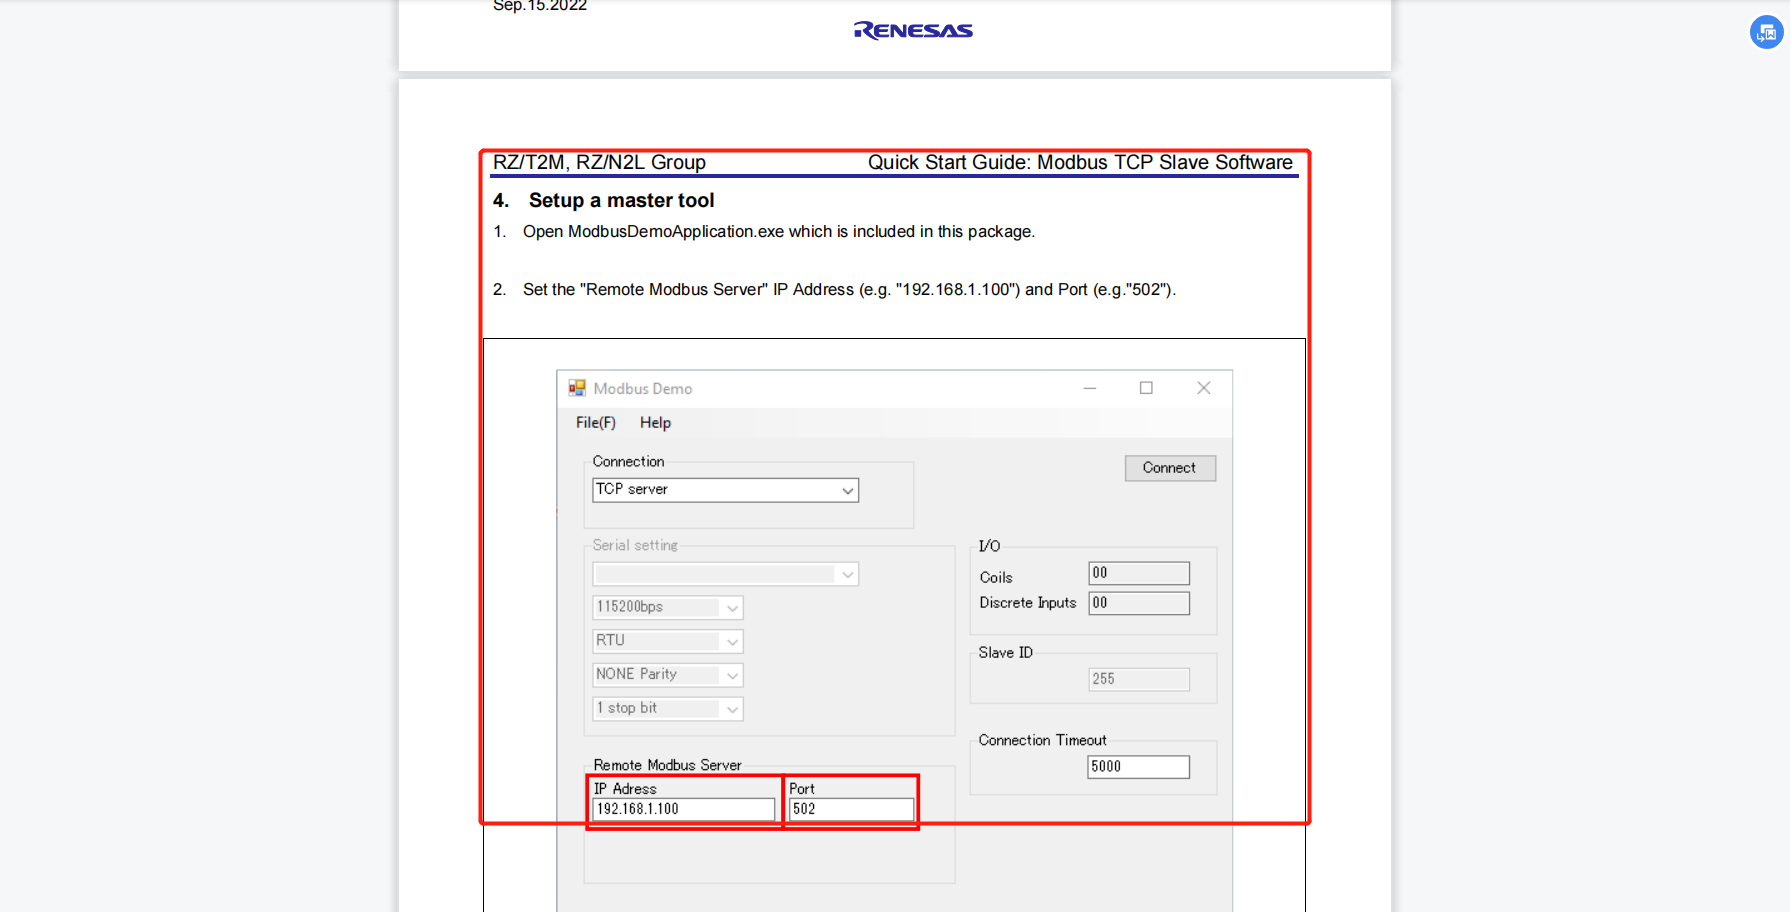 Sep.15.2022
RENESAS
RZ/T2M, RZ/N2L Group Quick Start Guide: Modbus TCP Slave Software
4. Setup a master tool
1. Open ModbusDemoApplication.exe which is included in this package.
2. Set the "Remote Modbus Server" IP Address (e.g. "192.168.1.100") and Port (e.g."502").
Modbus Demo
File(F) Help
Connection
TCP server
Connect
Serial setting
115200bps
RTU
NONE Parity
1 stop bit
I/O
Coils 00
Discrete Inputs 00
Slave ID
255
Connection Timeout
5000
Remote Modbus Server
IP Adress Port
192.168.1.100 502